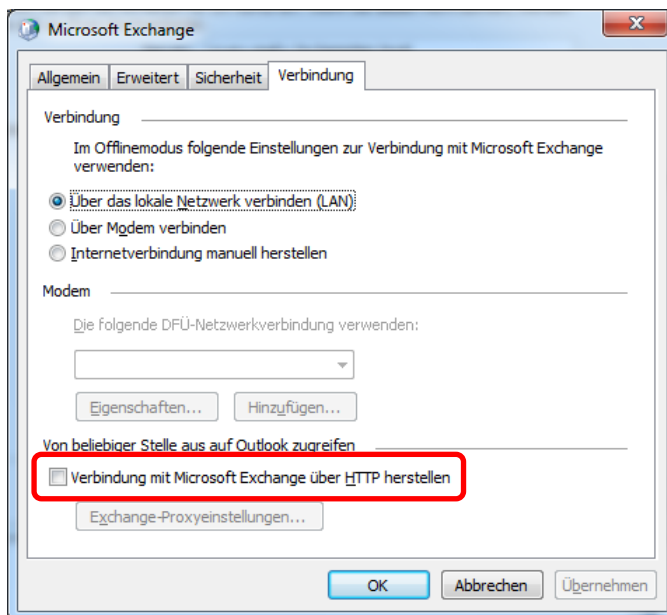 Microsoft Exchange
Allgemein Erweitert Sicherheit Verbindung
Verbindung
Im Offlinemodus folgende Einstellungen zur Verbindung mit Microsoft Exchange
verwenden:
Über das lokale Netzwerk verbinden (LAN)
Über Modem verbinden
Internetverbindung manuell herstellen
Modem
Die folgende DFÜ-Netzwerkverbindung verwenden:
Eigenschaften... Hinzufügen...
Von beliebiger Stelle aus auf Outlook zugreifen
Verbindung mit Microsoft Exchange über HTTP herstellen
Exchange-Proxyeinstellungen...
OK Abbrechen Übernehmen